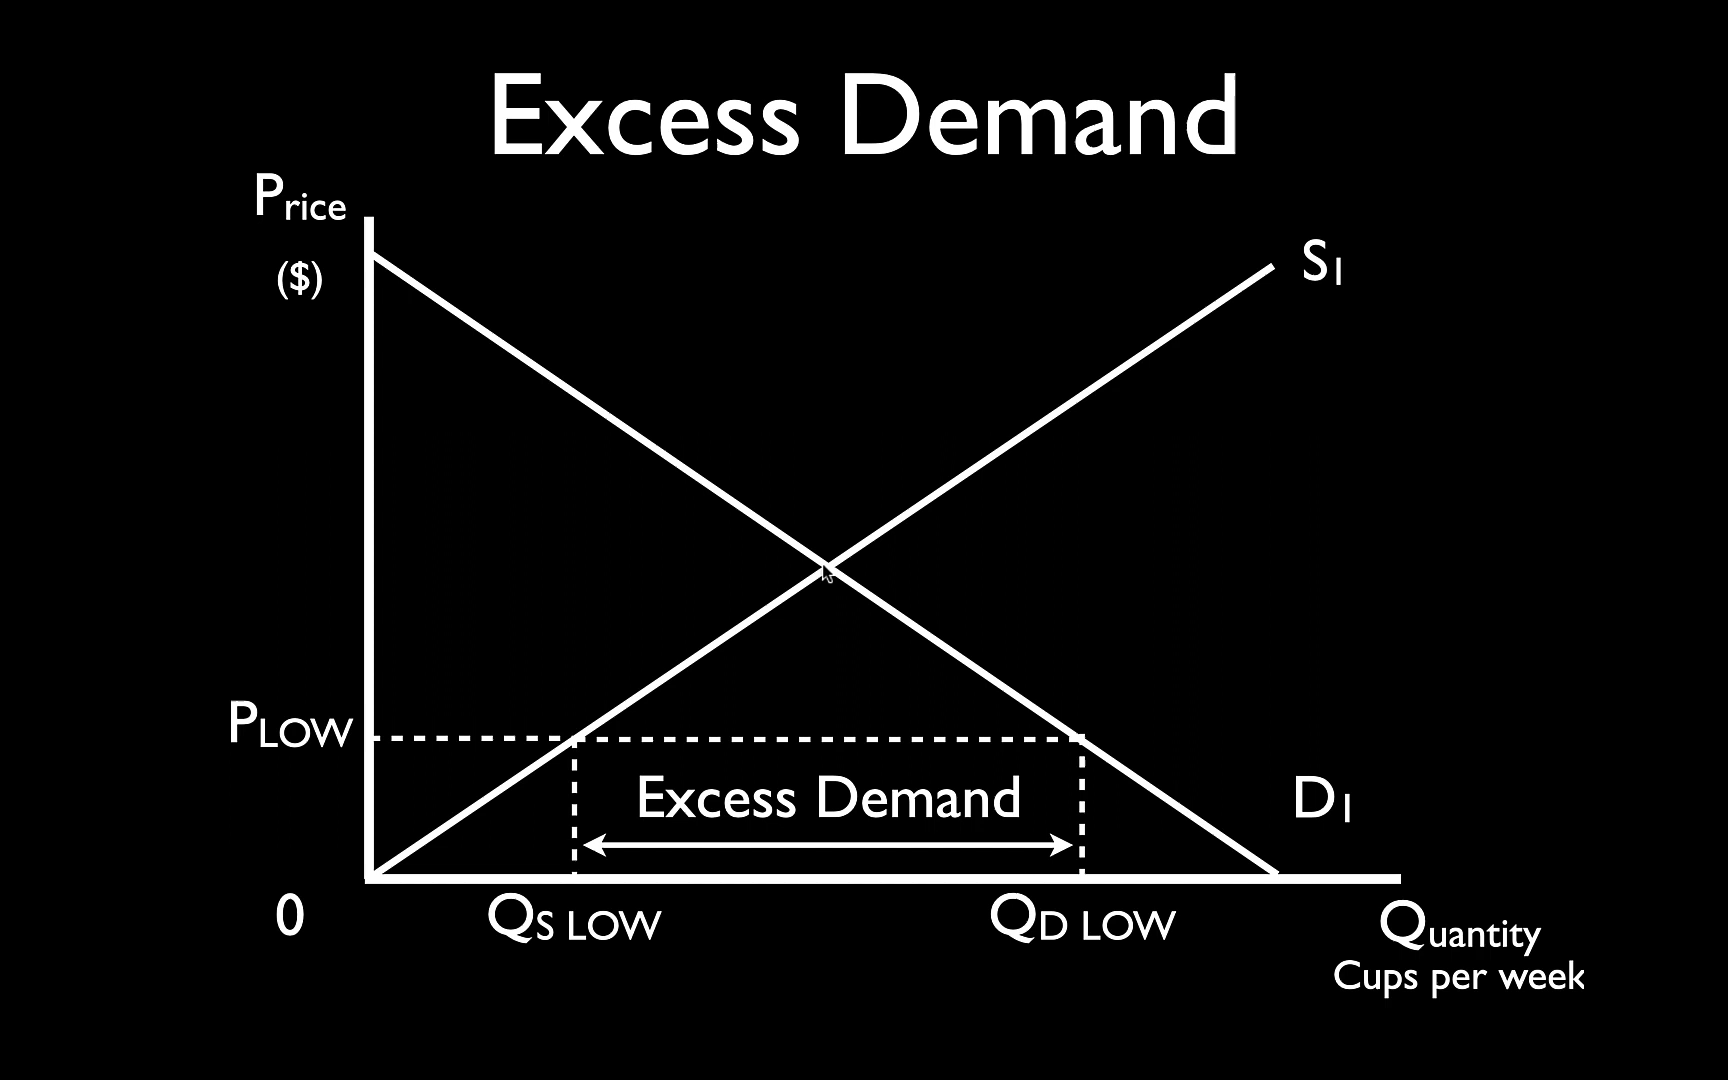 Excess Demand
Price
($)
S1
PLOW
Excess Demand
D1
0
QS LOW
QD LOW
Quantity
Cups per week